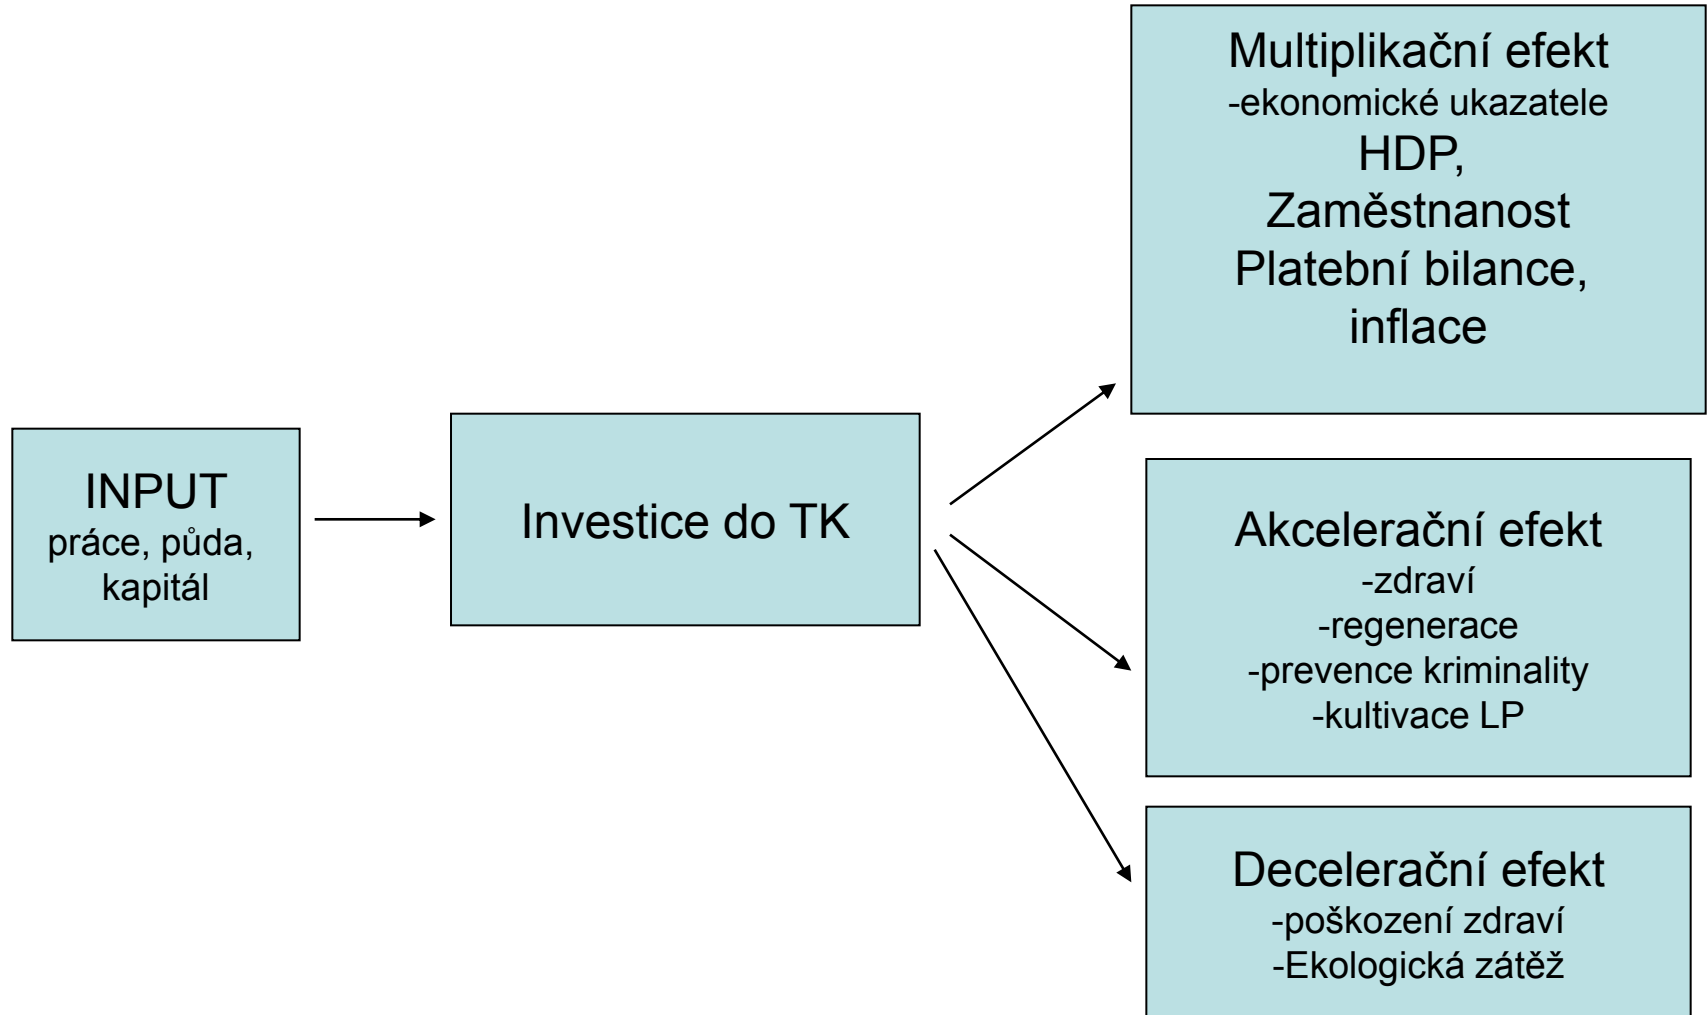 INPUT
práce, půda,
kapitál
Investice do TK
Multiplikační efekt
-ekonomické ukazatele
HDP,
Zaměstnanost
Platební bilance,
inflace
Akcelerační efekt
-zdraví
-regenerace
-prevence kriminality
-kultivace LP
Decelerační efekt
-poškození zdraví
-Ekologická zátěž